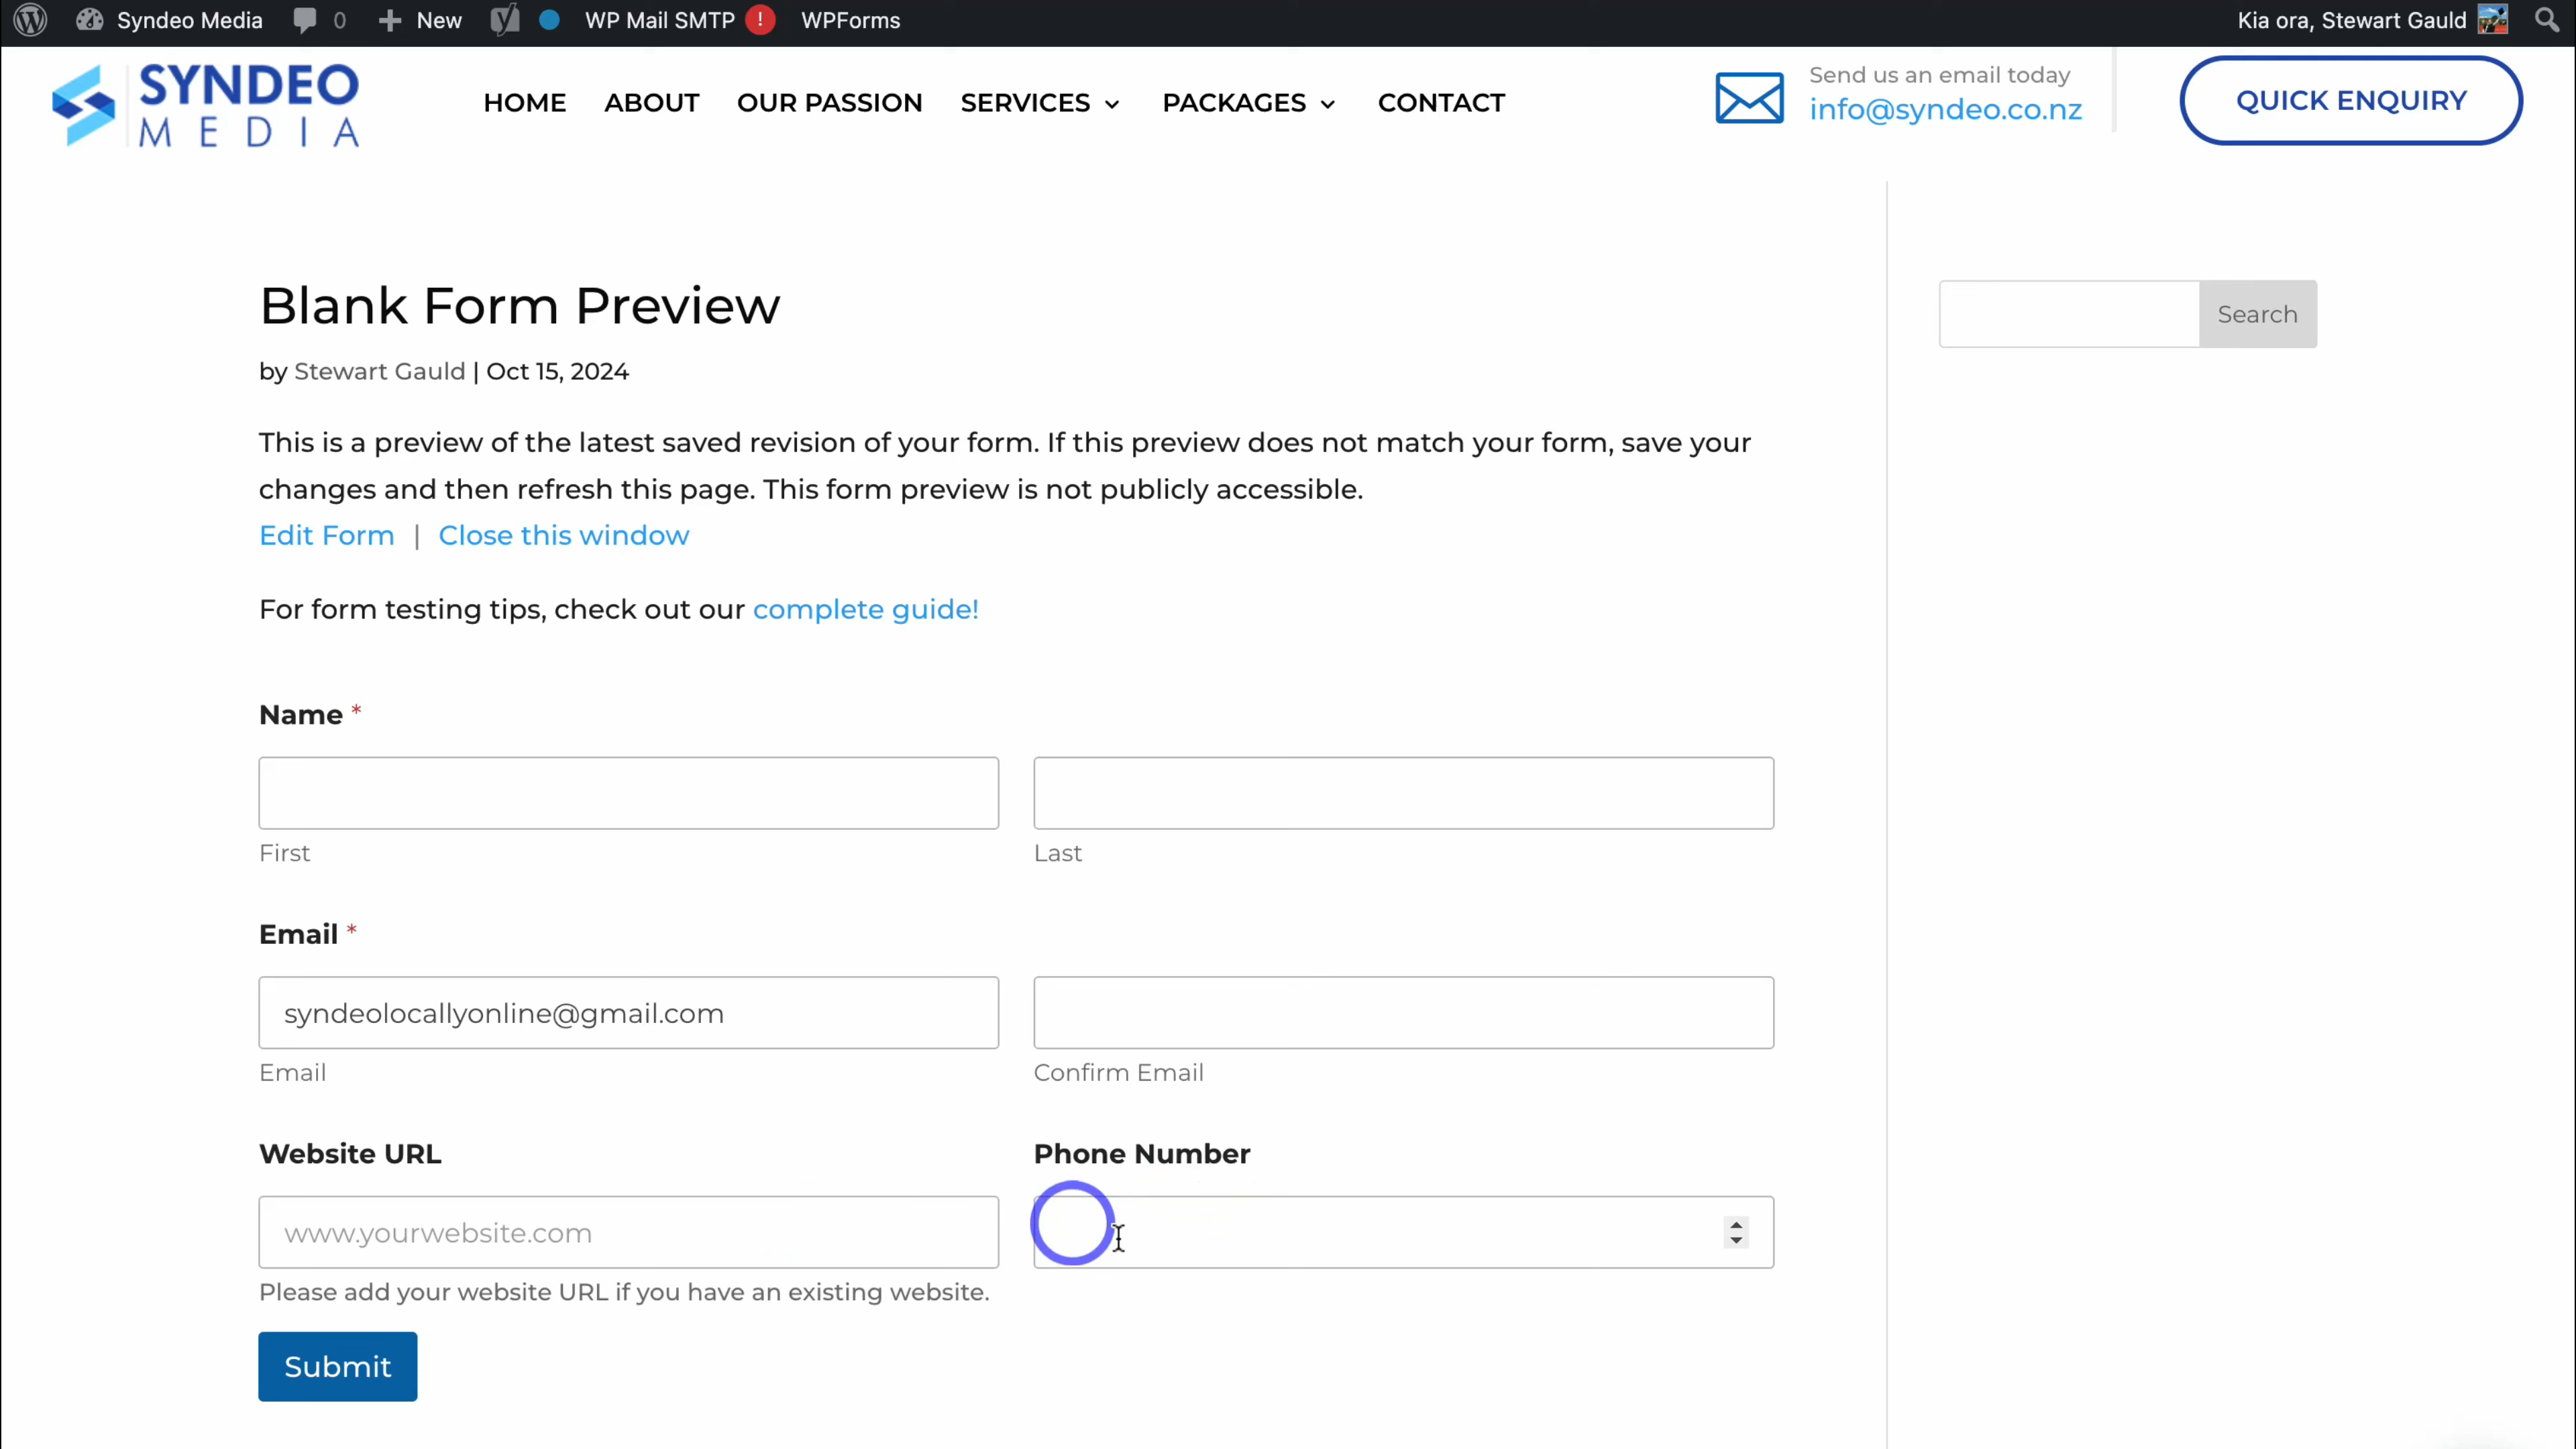 Syndeo Media 0 New WP Mail SMTP ! WPForms Kia ora, Stewart Gauld
SYNDEO
MEDIA
HOME ABOUT OUR PASSION SERVICES PACKAGES CONTACT
Send us an email today
info@syndeo.co.nz
QUICK ENQUIRY
Blank Form Preview
Search
by Stewart Gauld | Oct 15, 2024
This is a preview of the latest saved revision of your form. If this preview does not match your form, save your
changes and then refresh this page. This form preview is not publicly accessible.
Edit Form | Close this window
For form testing tips, check out our complete guide!
Name *
First Last
Email *
syndeolocallyonline@gmail.com
Email Confirm Email
Website URL Phone Number
www.yourwebsite.com
Please add your website URL if you have an existing website.
Submit